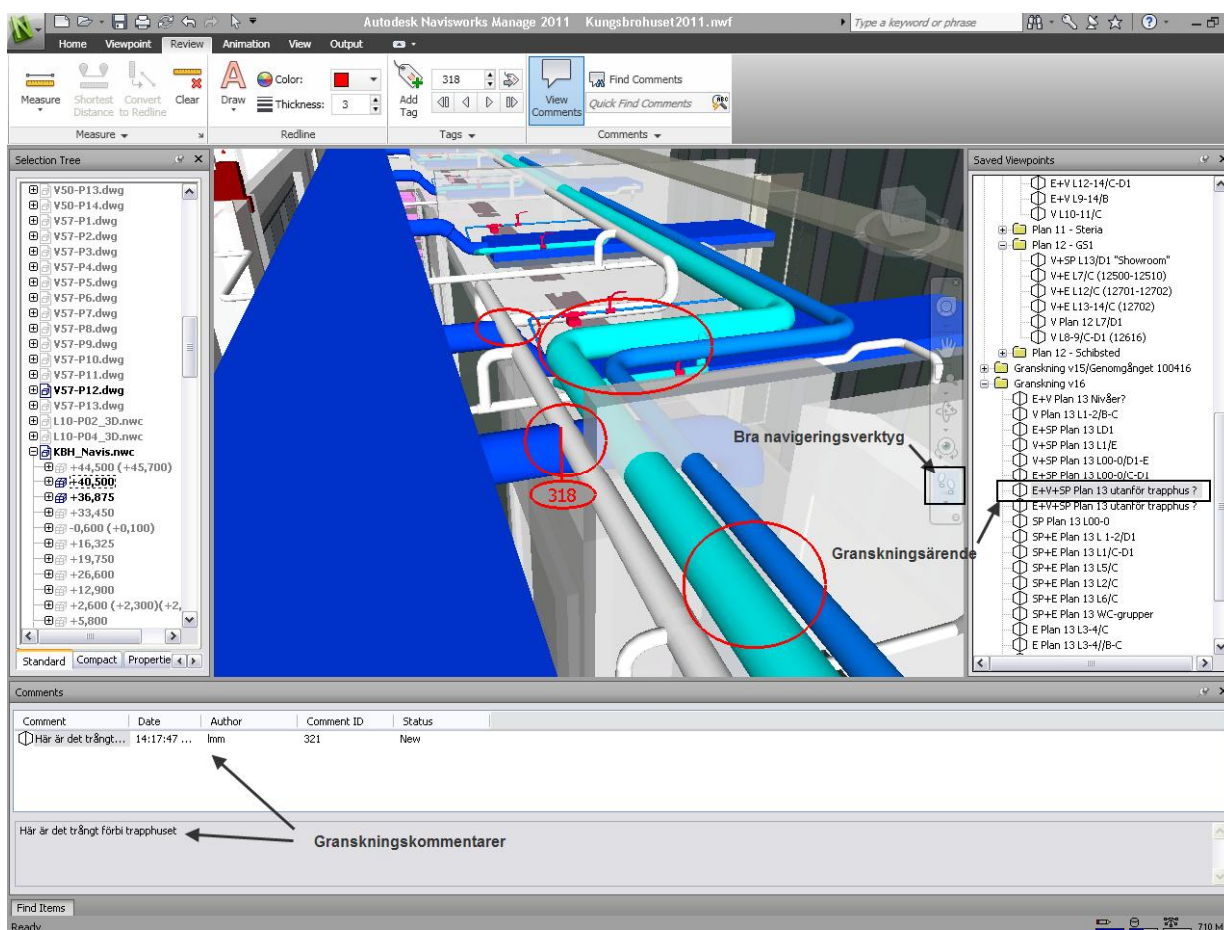 Autodesk Navisworks Manage 2011 Kungsbrohuset2011.nwf
Type a keyword or phrase
Home Viewpoint Review Animation View Output
Measure
Shortest Distance
Convert to Redline
Clear
Draw
Color:
Thickness: 3
Add Tag
318
View Comments
Find Comments
Quick Find Comments
Measure
Redline
Tags
Comments
Selection Tree
V50-P13.dwg
V50-P14.dwg
V57-P1.dwg
V57-P2.dwg
V57-P3.dwg
V57-P4.dwg
V57-P5.dwg
V57-P6.dwg
V57-P7.dwg
V57-P8.dwg
V57-P9.dwg
V57-P10.dwg
V57-P11.dwg
V57-P12.dwg
V57-P13.dwg
L10-P02_3D.nwc
L10-P04_3D.nwc
KBH_Navis.nwc
+44,500 (+45,700)
+40,500
+36,875
+33,450
-0,600 (+0,100)
+16,325
+19,750
+26,600
+12,900
+2,600 (+2,300)(+2,
+5,800
Standard Compact Propertie
318
Bra navigeringsverktyg
Granskningsärende
Saved Viewpoints
E+V L12-14/C-D1
E+V L9-14/B
V L10-11/C
Plan 11 - Steria
Plan 12 - GS1
V+SP L13/D1 "Showroom"
V+E L7/C (12500-12510)
V+E L12/C (12701-12702)
V+E L13-14/C (12702)
V Plan 12 L7/D1
V L8-9/C-D1 (12616)
Plan 12 - Schibsted
Granskning v15/Genomgånget 100416
Granskning v16
E+V Plan 13 Nivåer?
V Plan 13 L1-2/B-C
E+SP Plan 13 LD1
V+SP Plan 13 L1/E
V+SP Plan 13 L00-0/D1-E
E+SP Plan 13 L00-0/C-D1
E+V+SP Plan 13 utanför trapphus ?
E+V+SP Plan 13 utanför trapphus ?
SP Plan 13 L00-0
SP+E Plan 13 L 1-2/D1
SP+E Plan 13 L1/C-D1
SP+E Plan 13 L5/C
SP+E Plan 13 L2/C
SP+E Plan 13 L6/C
SP+E Plan 13 WC-grupper
E Plan 13 L3-4/C
E Plan 13 L3-4//B-C
Comments
Comment Date Author Comment ID Status
Här är det trångt... 14:17:47 ... lmm 321 New
Här är det trångt förbi trapphuset
Granskningskommentarer
Find Items
Ready
710 M